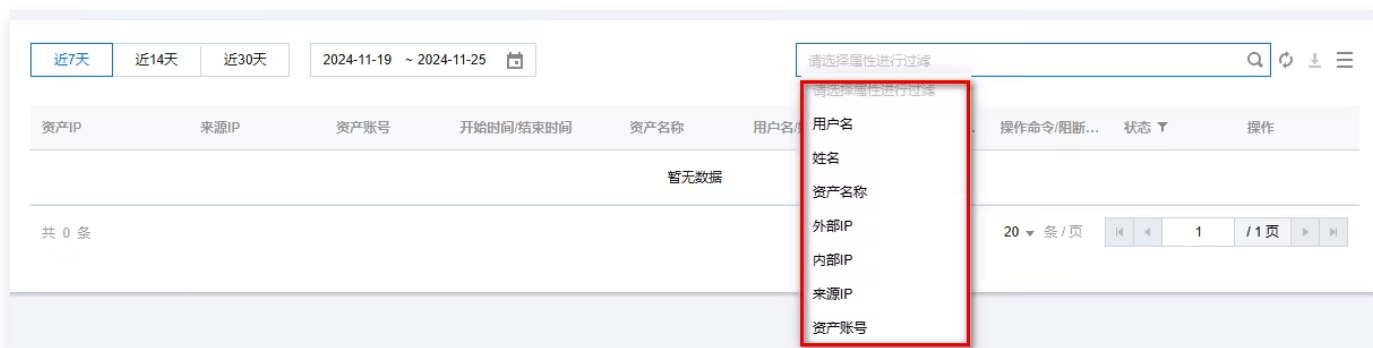 近7天 近14天 近30天 2024-11-19 ~ 2024-11-25 请选择属性进行过滤
请选择属性进行过滤
资产IP 来源IP 资产账号 开始时间/结束时间 资产名称 用户名/ 操作命令/阻断... 状态 操作
用户名
姓名
暂无数据
资产名称
共 0 条 外部IP 20 条 / 页 1 / 1 页
内部IP
来源IP
资产账号